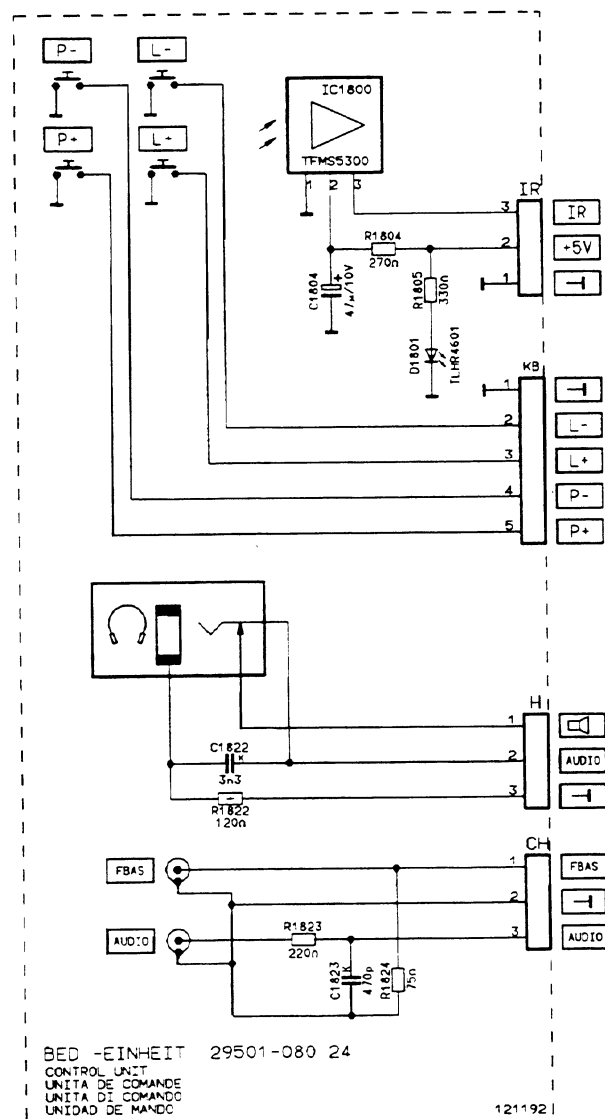 P-
L-
P+
L+
IC1800
TFMS5300
1 2 3
IR
3
IR
2
+5V
1
R1804
270n
C1804
47µ/10V
R1805
330n
D1801
TLHR4601
KB
1
2
L-
3
L+
4
P-
5
P+
H
1
2
AUDIO
3
C1822
3n3
R1822
120n
CH
1
FBAS
2
3
AUDIO
FBAS
AUDIO
R1823
220n
C1823
470p
R1824
75n
BED -EINHEIT 29501-080 24
CONTROL UNIT
UNITA DE COMANDE
UNITA DI COMANDO
UNIDAD DE MANDO
121192